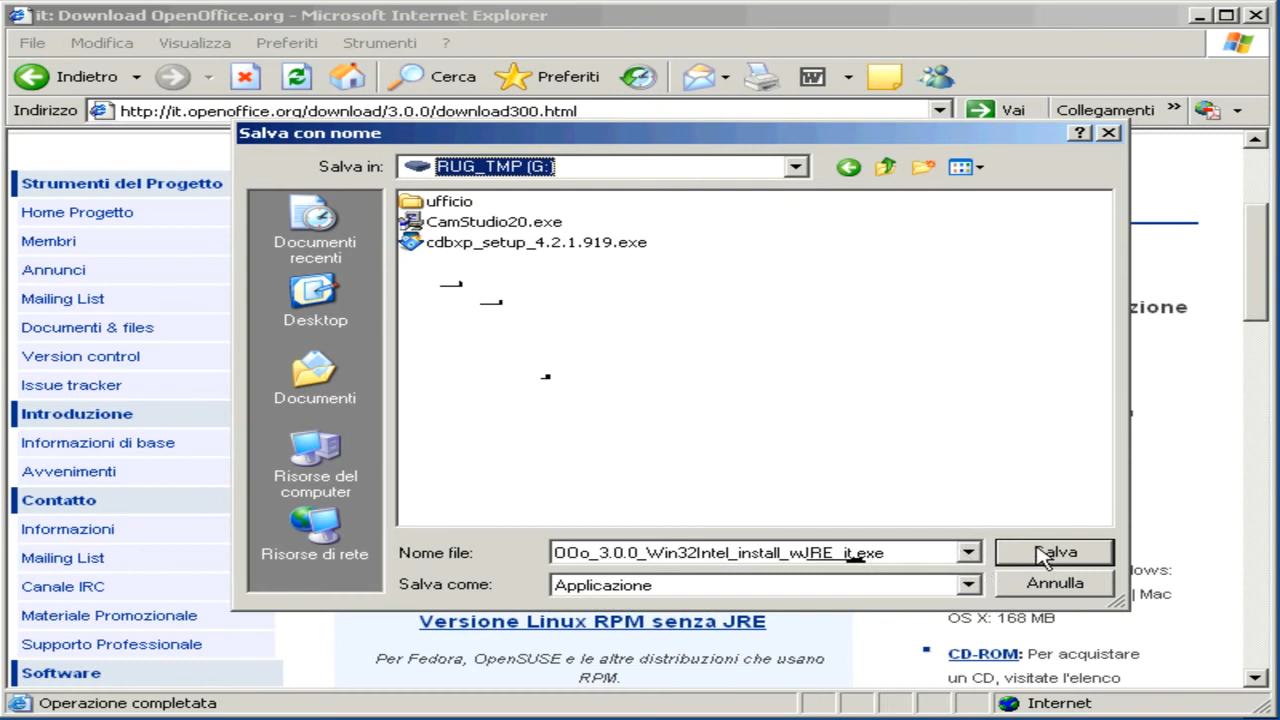 it: Download OpenOffice.org - Microsoft Internet Explorer
File Modifica Visualizza Preferiti Strumenti ?
Indietro Cerca Preferiti
Indirizzo http://it.openoffice.org/download/3.0.0/download300.html Vai Collegamenti »
Salva con nome
Salva in: RUG_TMP (G:)
Strumenti del Progetto
Home Progetto
Membri
Annunci
Mailing List
Documenti & files
Version control
Issue tracker
Introduzione
Informazioni di base
Avvenimenti
Contatto
Informazioni
Mailing List
Canale IRC
Materiale Promozionale
Supporto Professionale
Software
Documenti
recenti
Desktop
Documenti
Risorse del
computer
Risorse di rete
ufficio
CamStudio20.exe
cdbxp_setup_4.2.1.919.exe
Nome file: OOo_3.0.0_Win32Intel_install_wJRE_it.exe Salva
Salva come: Applicazione Annulla
zione
ows:
| Mac
OS X: 168 MB
CD-ROM: Per acquistare
un CD, visitate l'elenco
Versione Linux RPM senza JRE
Per Fedora, OpenSUSE e le altre distribuzioni che usano
RPM.
Operazione completata Internet